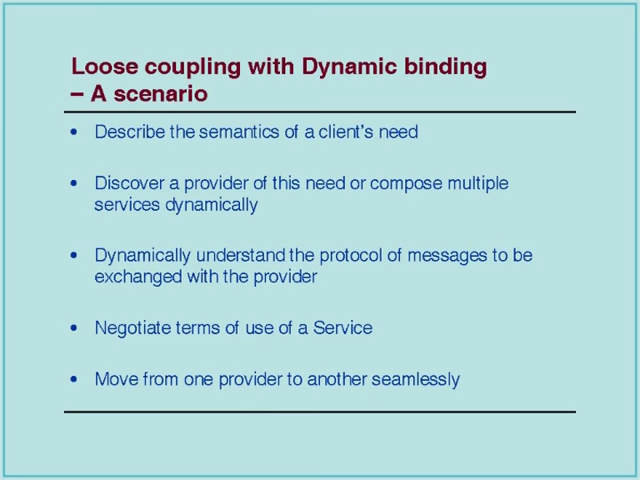 Loose coupling with Dynamic binding
– A scenario
• Describe the semantics of a client's need
• Discover a provider of this need or compose multiple
services dynamically
• Dynamically understand the protocol of messages to be
exchanged with the provider
• Negotiate terms of use of a Service
• Move from one provider to another seamlessly